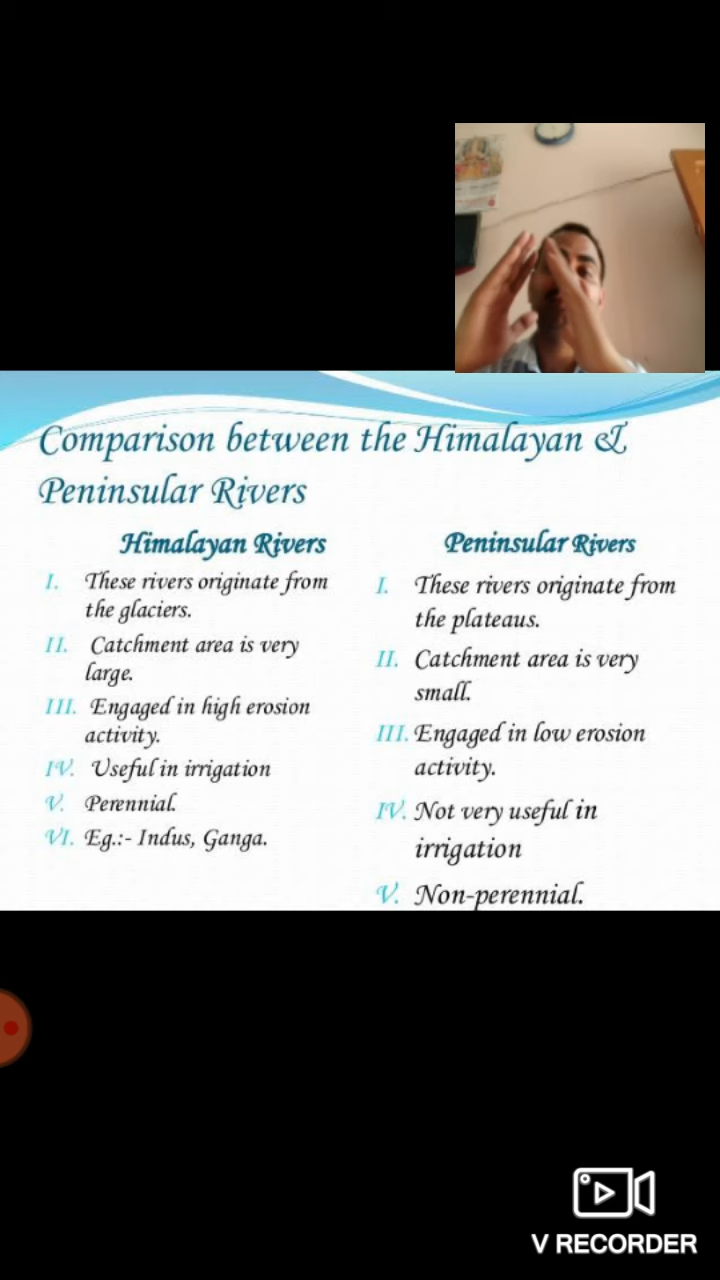 Comparison between the Himalayan &
Peninsular Rivers
Himalayan Rivers
I. These rivers originate from
the glaciers.
II. Catchment area is very
large.
III. Engaged in high erosion
activity.
IV. Useful in irrigation
V. Perennial.
VI. Eg.:- Indus, Ganga.
Peninsular Rivers
I. These rivers originate from
the plateaus.
II. Catchment area is very
small.
III. Engaged in low erosion
activity.
IV. Not very useful in
irrigation
V. Non-perennial.
V RECORDER